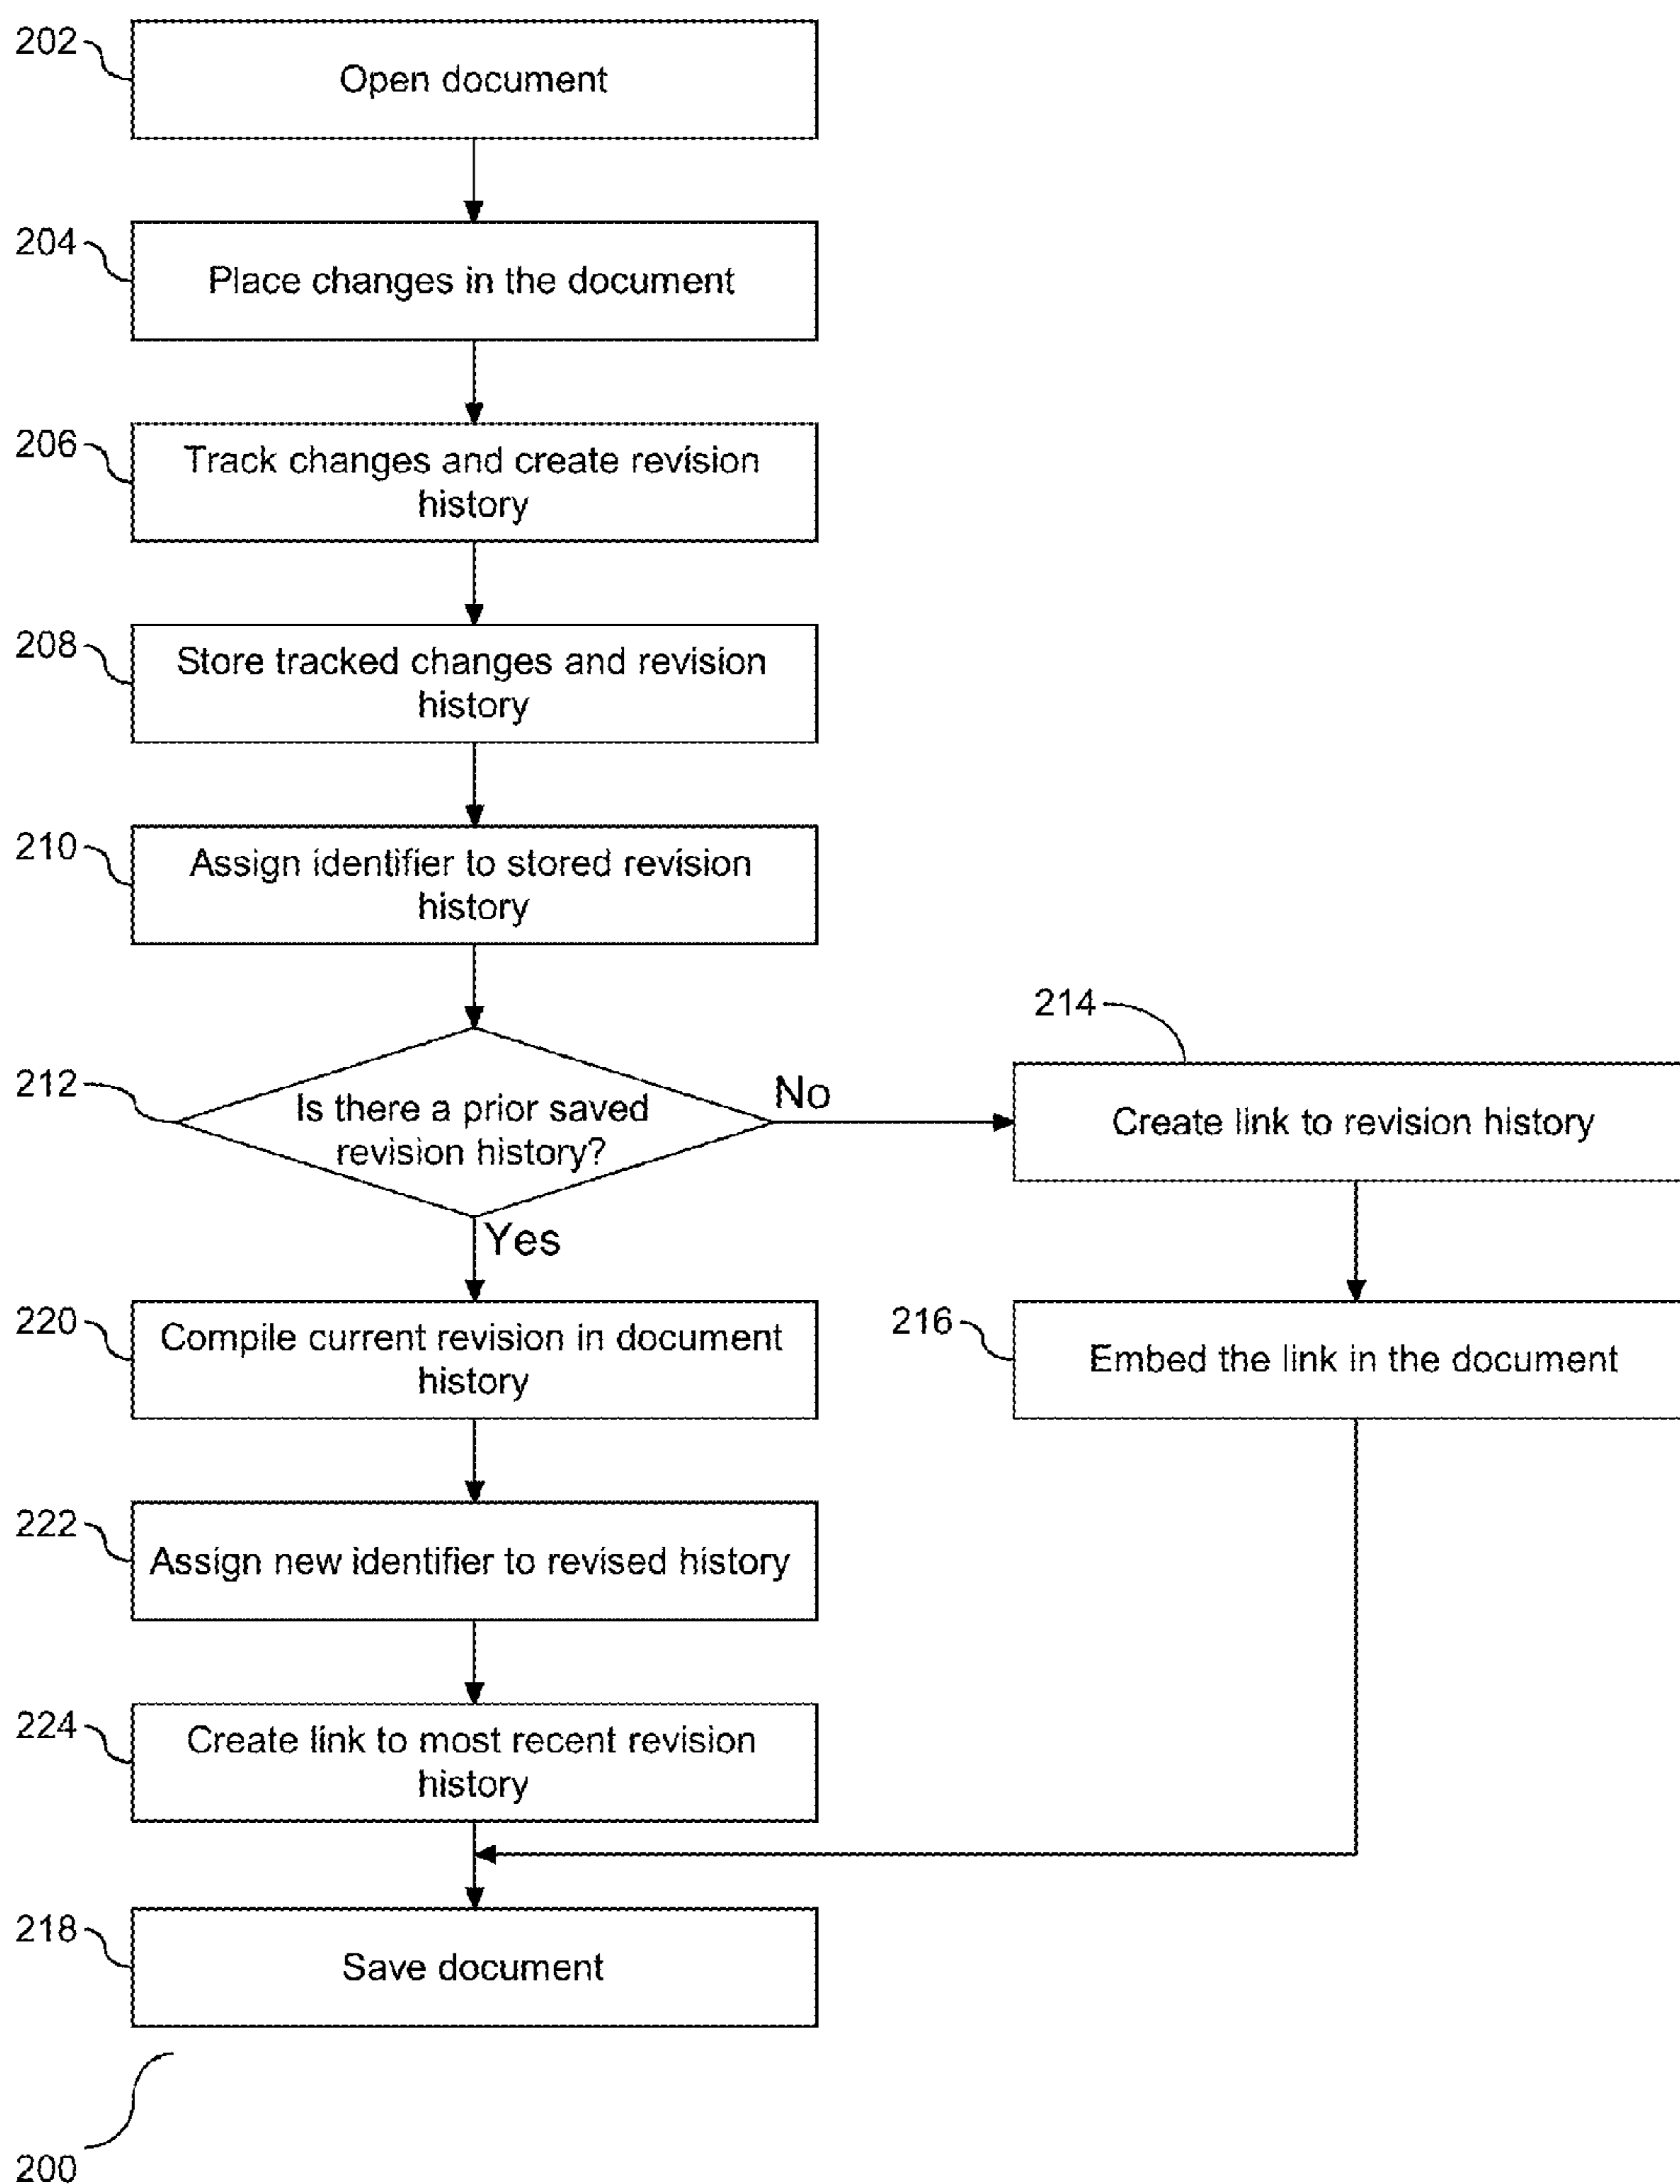 202
Open document
204
Place changes in the document
206
Track changes and create revision
history
208
Store tracked changes and revision
history
210
Assign identifier to stored revision
history
212
Is there a prior saved
revision history?
No
214
Create link to revision history
Yes
216
Embed the link in the document
220
Compile current revision in document
history
222
Assign new identifier to revised history
224
Create link to most recent revision
history
218
Save document
200